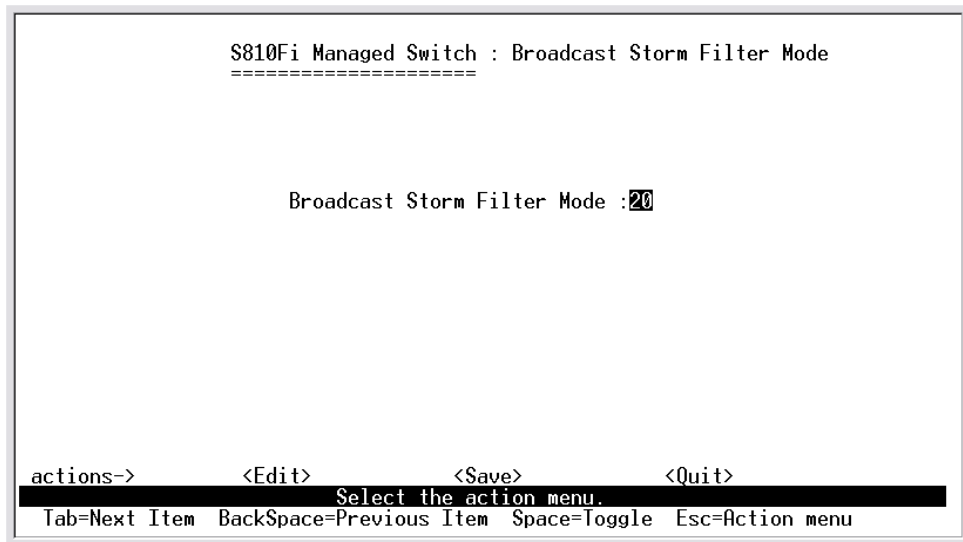 S810Fi Managed Switch : Broadcast Storm Filter Mode
=====================
Broadcast Storm Filter Mode :20
actions-> <Edit> <Save> <Quit>
Select the action menu.
Tab=Next Item BackSpace=Previous Item Space=Toggle Esc=Action menu